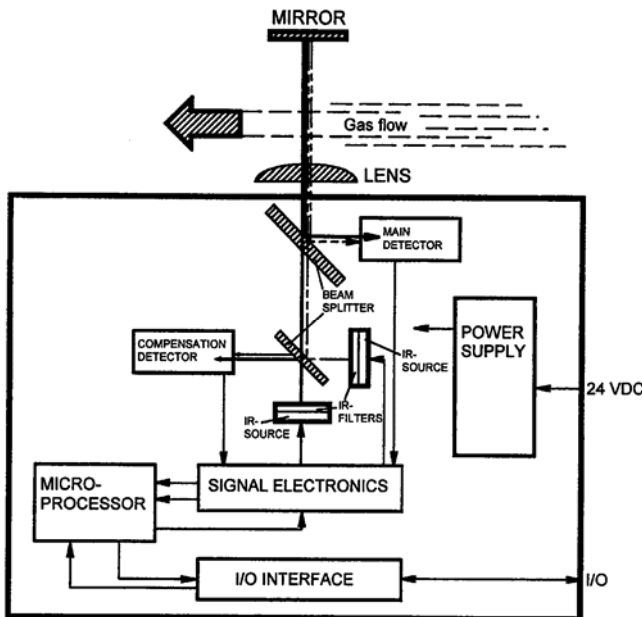 MIRROR
Gas flow
LENS
MAIN
DETECTOR
BEAM
SPLITTER
COMPENSATION
DETECTOR
IR-
SOURCE
POWER
SUPPLY
24 VDC
IR-
FILTERS
IR-
SOURCE
MICRO-
PROCESSOR
SIGNAL ELECTRONICS
I/O INTERFACE
I/O